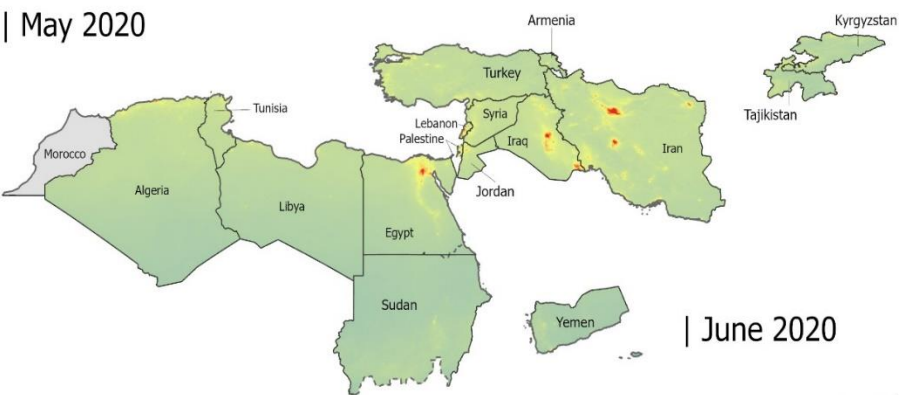 | May 2020
Armenia
Kyrgyzstan
Turkey
Tajikistan
Tunisia
Lebanon
Syria
Palestine
Iraq
Iran
Morocco
Algeria
Jordan
Libya
Egypt
Sudan
Yemen
| June 2020